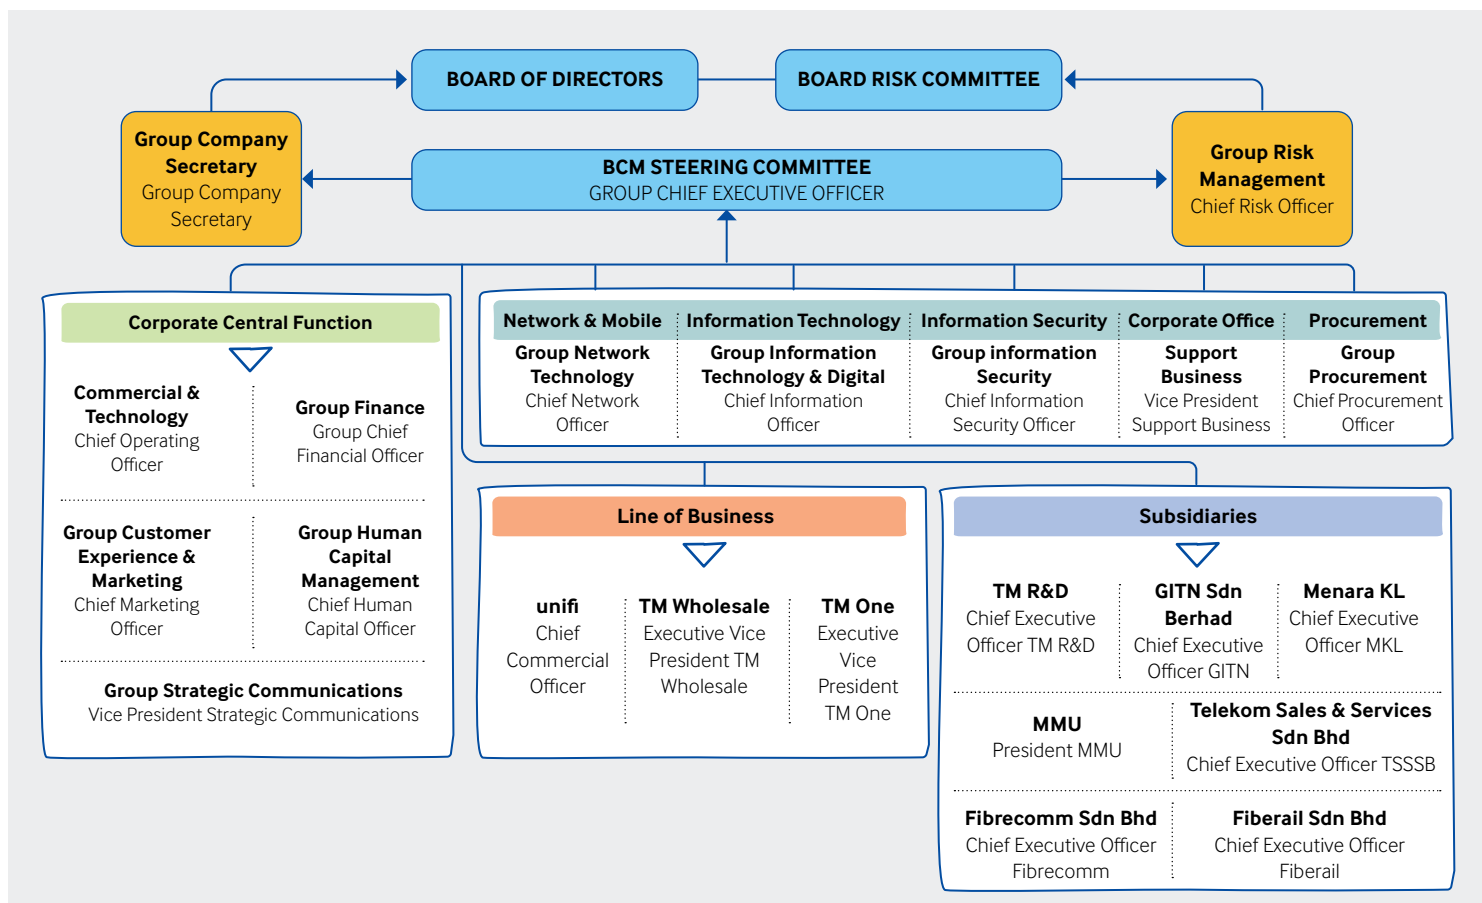 BOARD OF DIRECTORS
BOARD RISK COMMITTEE
Group Company
Secretary
Group Company
Secretary
BCM STEERING COMMITTEE
GROUP CHIEF EXECUTIVE OFFICER
Group Risk
Management
Chief Risk Officer
Corporate Central Function
Commercial &
Technology
Chief Operating
Officer
Group Finance
Group Chief
Financial Officer
Group Customer
Experience &
Marketing
Chief Marketing
Officer
Group Human
Capital
Management
Chief Human
Capital Officer
Group Strategic Communications
Vice President Strategic Communications
Network & Mobile
Group Network
Technology
Chief Network
Officer
Information Technology
Group Information
Technology & Digital
Chief Information
Officer
Information Security
Group information
Security
Chief Information
Security Officer
Corporate Office
Support
Business
Vice President
Support Business
Procurement
Group
Procurement
Chief Procurement
Officer
Line of Business
unifi
Chief
Commercial
Officer
TM Wholesale
Executive Vice
President TM
Wholesale
TM One
Executive
Vice
President
TM One
Subsidiaries
TM R&D
Chief Executive
Officer TM R&D
GITN Sdn
Berhad
Chief Executive
Officer GITN
Menara KL
Chief Executive
Officer MKL
MMU
President MMU
Telekom Sales & Services
Sdn Bhd
Chief Executive Officer TSSSB
Fibrecomm Sdn Bhd
Chief Executive Officer
Fibrecomm
Fiberail Sdn Bhd
Chief Executive Officer
Fiberail